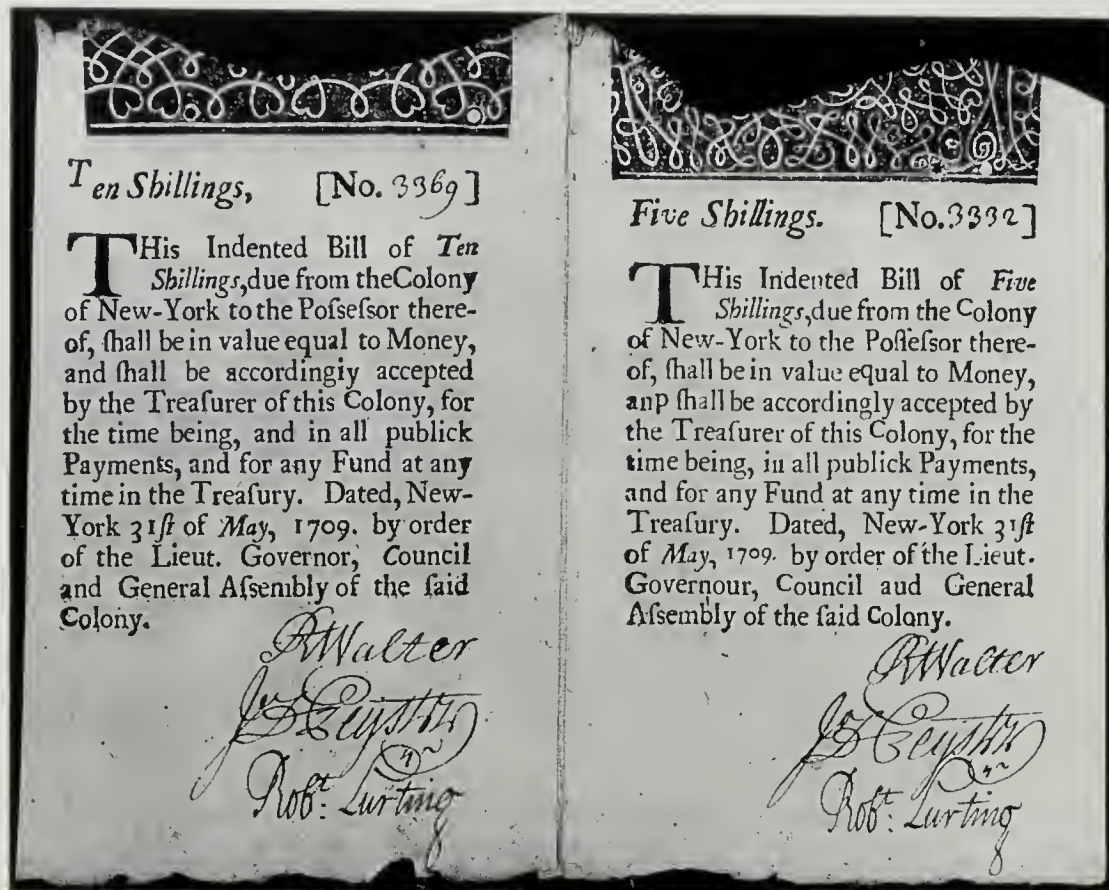 Ten Shillings, [No. 3369]
THis Indented Bill of Ten
Shillings,due from theColony
of New-York to the Poſseſsor there-
of, ſhall be in value equal to Money,
and ſhall be accordingiy accepted
by the Treaſurer of this Colony, for
the time being, and in all publick
Payments, and for any Fund at any
time in the Treaſury. Dated, New-
York 31ſt of May, 1709. by order
of the Lieut. Governor, Council
and General Aſsembly of the ſaid
Colony.
RWalter
Robt: Lurting
Five Shillings. [No.3332]
THis Indented Bill of Five
Shillings,due from the Colony
of New-York to the Poſſeſsor there-
of, ſhall be in value equal to Money,
anp ſhall be accordingly accepted by
the Treaſurer of this Colony, for the
time being, in all publick Payments,
and for any Fund at any time in the
Treaſury. Dated, New-York 31ſt
of May, 1709. by order of the Lieut.
Governour, Council aud General
Aſsembly of the ſaid Colony.
RWalter
Robt: Lurting